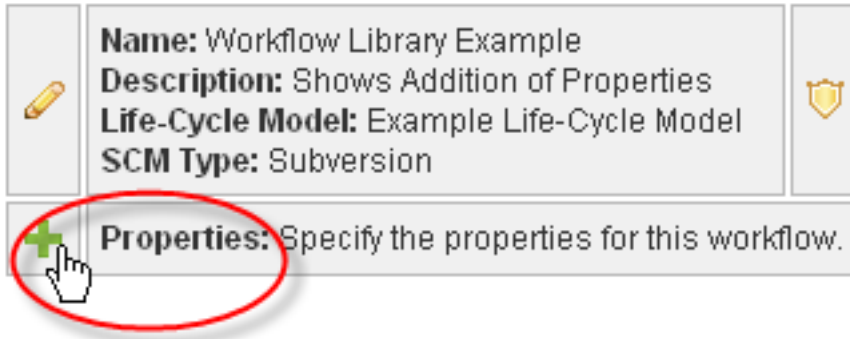 Name: Workflow Library Example
Description: Shows Addition of Properties
Life-Cycle Model: Example Life-Cycle Model
SCM Type: Subversion
Properties: Specify the properties for this workflow.